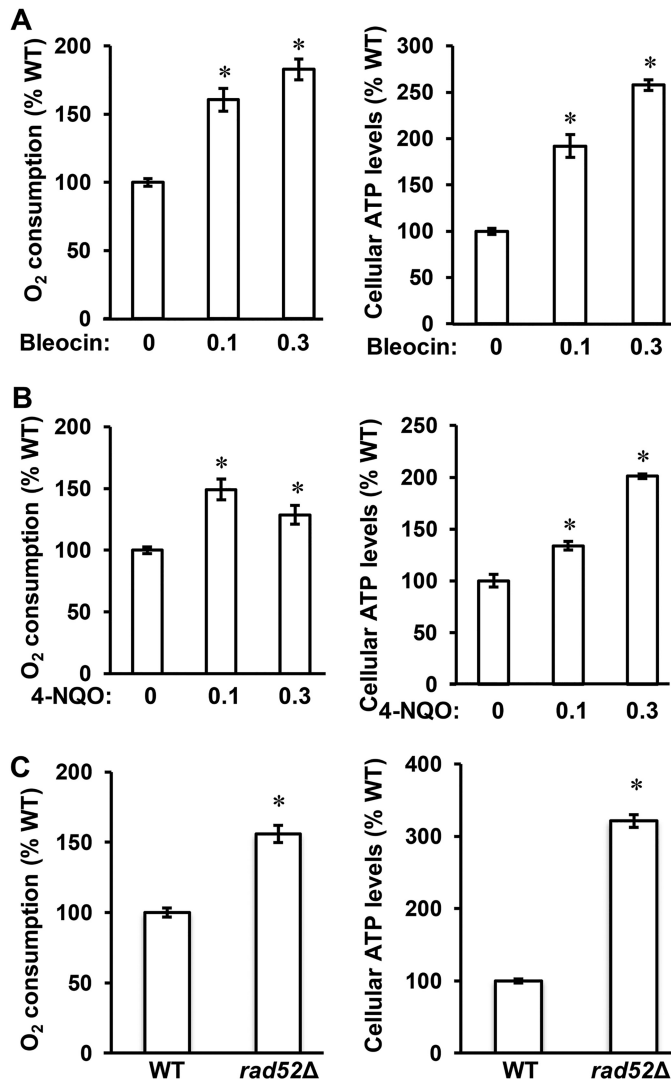 A
O₂ consumption (% WT)
200
150
100
50
0
*
*
Bleocin: 0 0.1 0.3
Cellular ATP levels (% WT)
300
250
200
150
100
50
0
*
*
Bleocin: 0 0.1 0.3
B
O₂ consumption (% WT)
200
150
100
50
0
*
*
4-NQO: 0 0.1 0.3
Cellular ATP levels (% WT)
250
200
150
100
50
0
*
*
4-NQO: 0 0.1 0.3
C
O₂ consumption (% WT)
200
150
100
50
0
*
WT rad52Δ
Cellular ATP levels (% WT)
400
300
200
100
0
*
WT rad52Δ